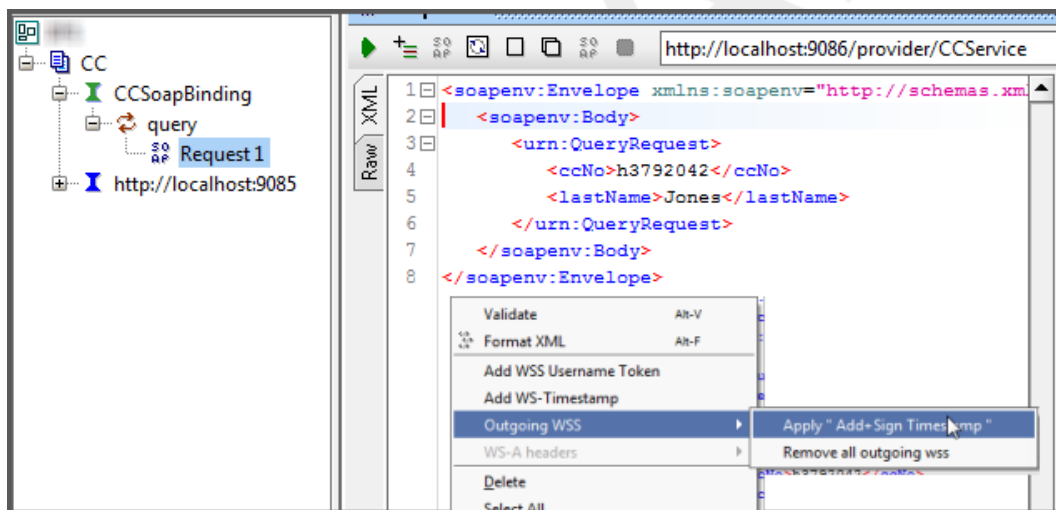 CC
CCSoapBinding
query
Request 1
http://localhost:9085
http://localhost:9086/provider/CCService
XML
Raw
1 <soapenv:Envelope xmlns:soapenv="http://schemas.xml
2 <soapenv:Body>
3 <urn:QueryRequest>
4 <ccNo>h3792042</ccNo>
5 <lastName>Jones</lastName>
6 </urn:QueryRequest>
7 </soapenv:Body>
8 </soapenv:Envelope>
Validate Alt-V
Format XML Alt-F
Add WSS Username Token
Add WS-Timestamp
Outgoing WSS
Apply " Add+Sign Timestamp "
WS-A headers
Remove all outgoing wss
Delete
Select All